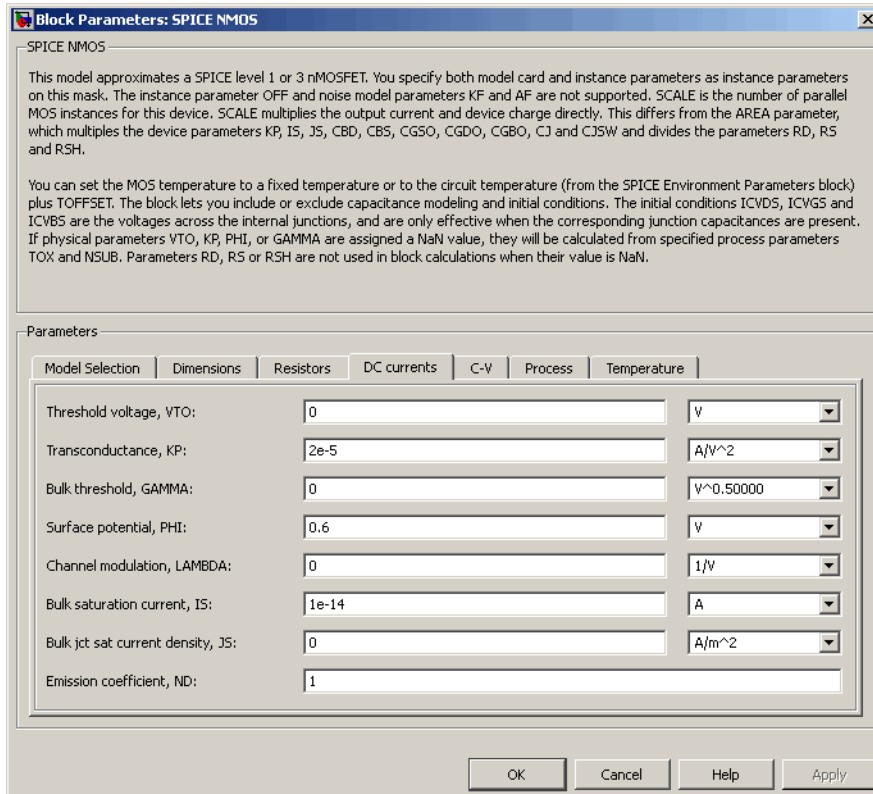 Block Parameters: SPICE NMOS
SPICE NMOS
This model approximates a SPICE level 1 or 3 nMOSFET. You specify both model card and instance parameters as instance parameters
on this mask. The instance parameter OFF and noise model parameters KF and AF are not supported. SCALE is the number of parallel
MOS instances for this device. SCALE multiplies the output current and device charge directly. This differs from the AREA parameter,
which multiples the device parameters KP, IS, JS, CBD, CBS, CGSO, CGDO, CGBO, CJ and CJSW and divides the parameters RD, RS
and RSH.
You can set the MOS temperature to a fixed temperature or to the circuit temperature (from the SPICE Environment Parameters block)
plus TOFFSET. The block lets you include or exclude capacitance modeling and initial conditions. The initial conditions ICVDS, ICVGS and
ICVBS are the voltages across the internal junctions, and are only effective when the corresponding junction capacitances are present.
If physical parameters VTO, KP, PHI, or GAMMA are assigned a NaN value, they will be calculated from specified process parameters
TOX and NSUB. Parameters RD, RS or RSH are not used in block calculations when their value is NaN.
Parameters
Model Selection Dimensions Resistors DC currents C-V Process Temperature
Threshold voltage, VTO: 0 V
Transconductance, KP: 2e-5 A/V^2
Bulk threshold, GAMMA: 0 V^0.50000
Surface potential, PHI: 0.6 V
Channel modulation, LAMBDA: 0 1/V
Bulk saturation current, IS: 1e-14 A
Bulk jct sat current density, JS: 0 A/m^2
Emission coefficient, ND: 1
OK Cancel Help Apply